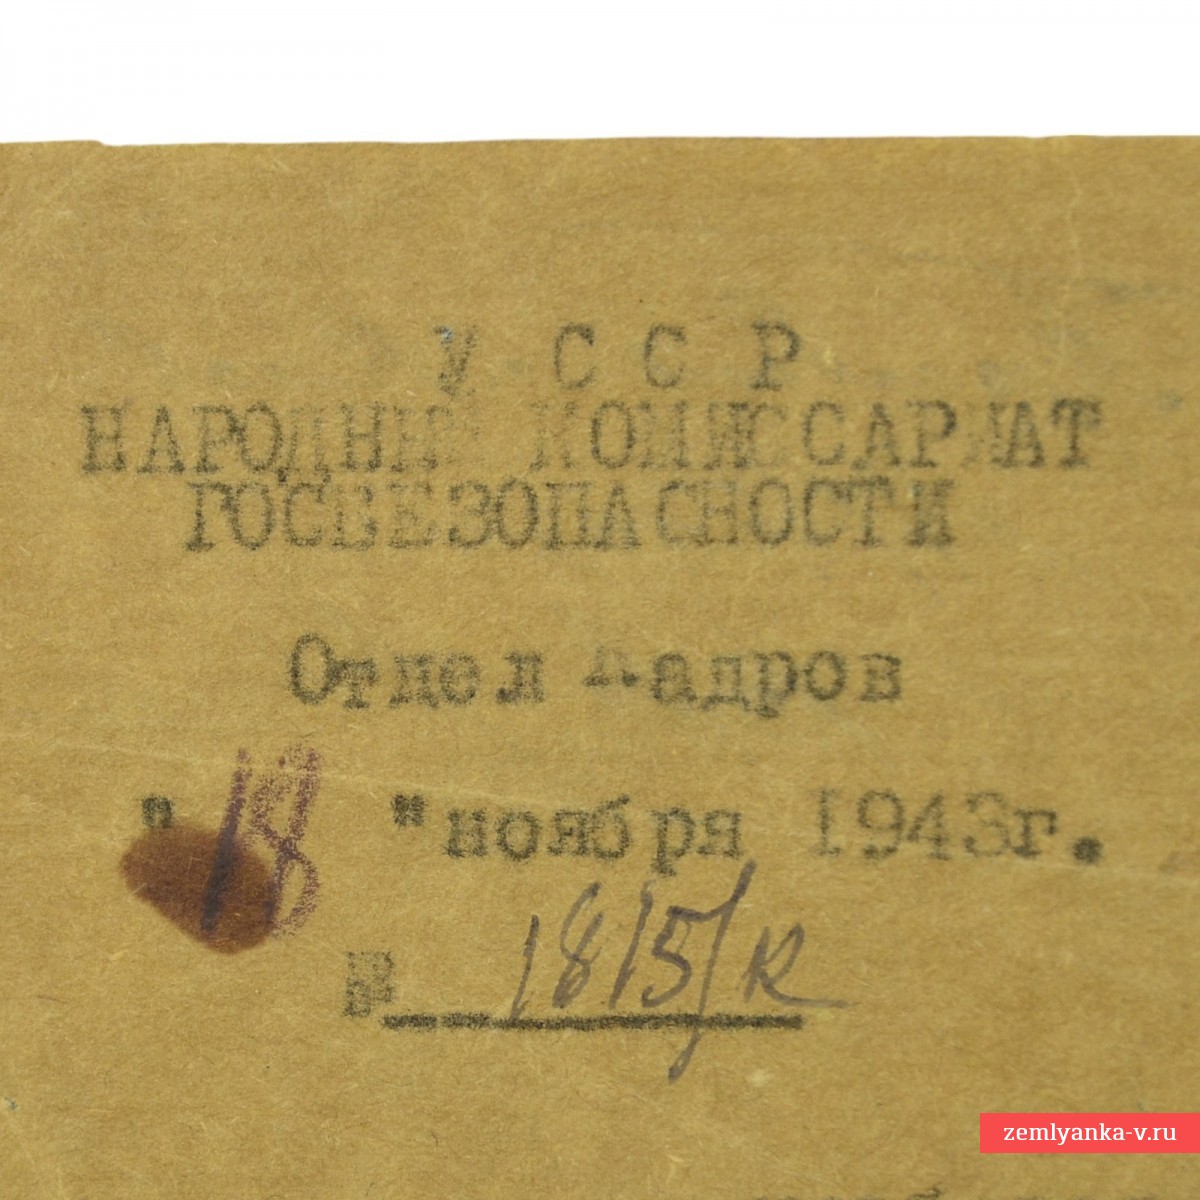 У С С Р
НАРОДНЫЙ КОМИССАРИАТ
ГОСБЕЗОПАСНОСТИ
Отдел Кадров
"18 "ноября 1943г.
№ 1815/к
zemlyanka-v.ru